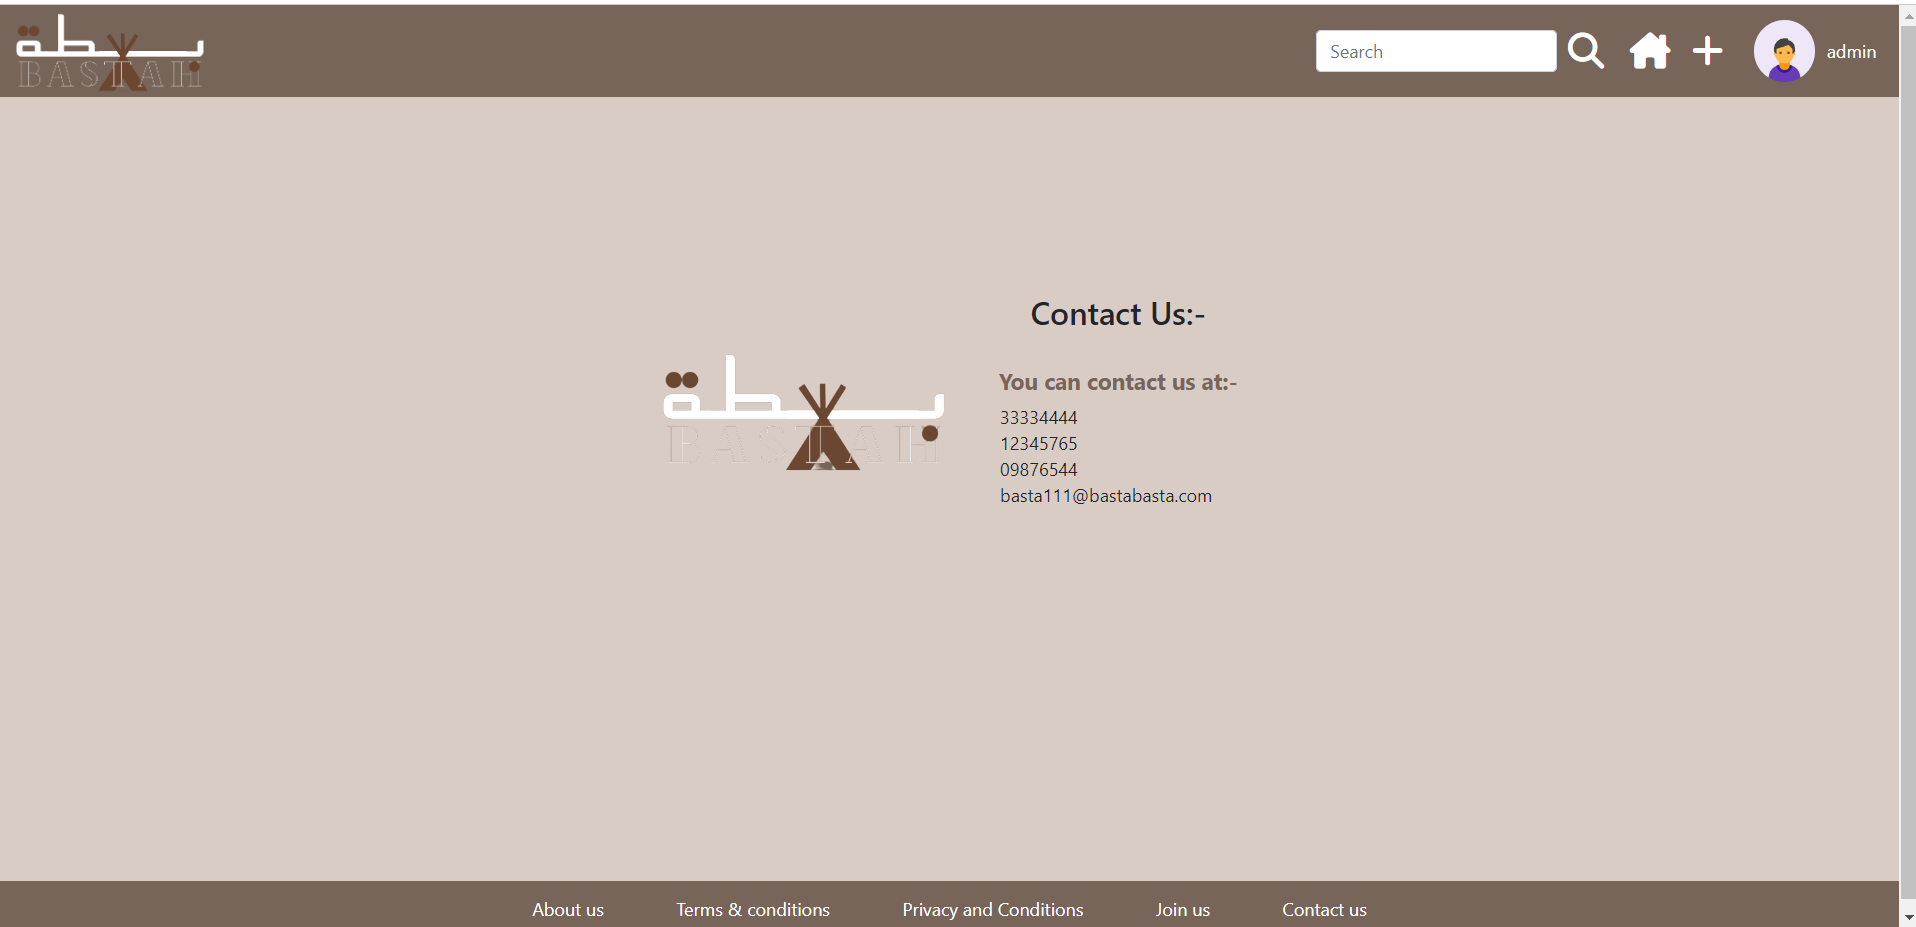 بسطة
BASTAH
Search
admin
Contact Us:-
بسطة
BASTAH
You can contact us at:-
33334444
12345765
09876544
basta111@bastabasta.com
About us
Terms & conditions
Privacy and Conditions
Join us
Contact us